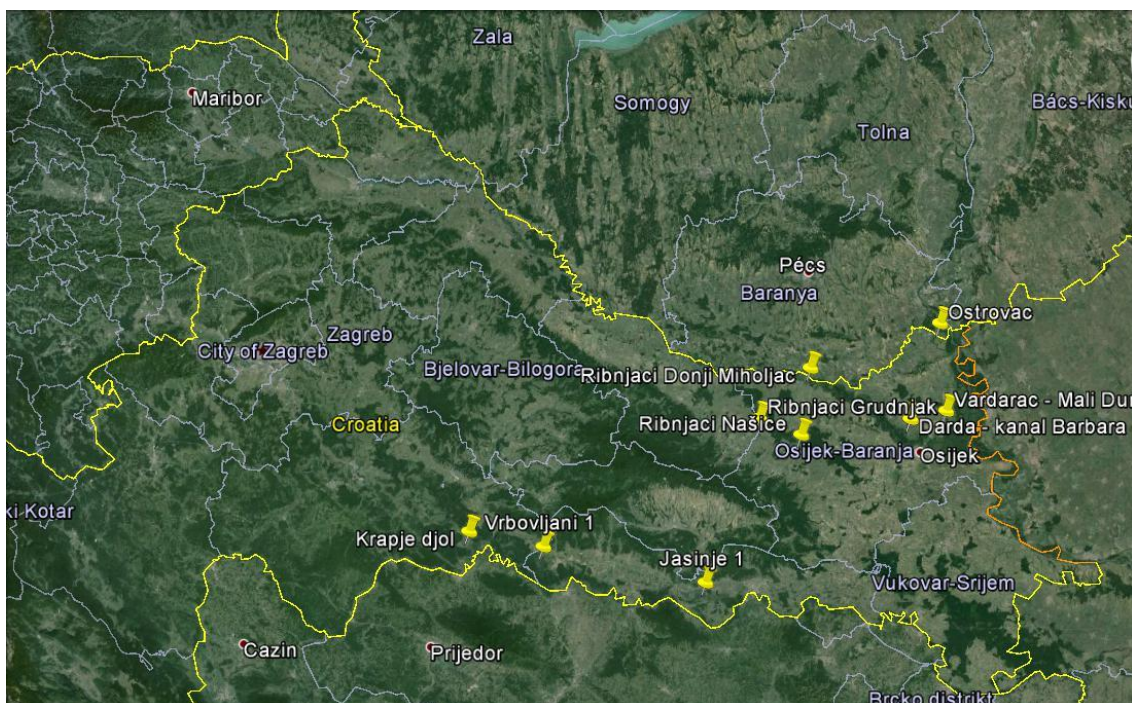 Zala
Maribor
Somogy
Bács-Kisku
Tolna
Pécs
Baranya
Ostrovac
Zagreb
City of Zagreb
Bjelovar-Bilogora
Ribnjaci Donji Miholjac
Vardarac - Mali Dun
Ribnjaci Grudnjak
Ribnjaci Našice
Darda - kanal Barbara
Croatia
Osijek-Baranja
Osijek
ki Kotar
Vrbovljani 1
Krapje djol
Jasinje 1
Vukovar-Srijem
Cazin
Prijedor
Brcko distrikt